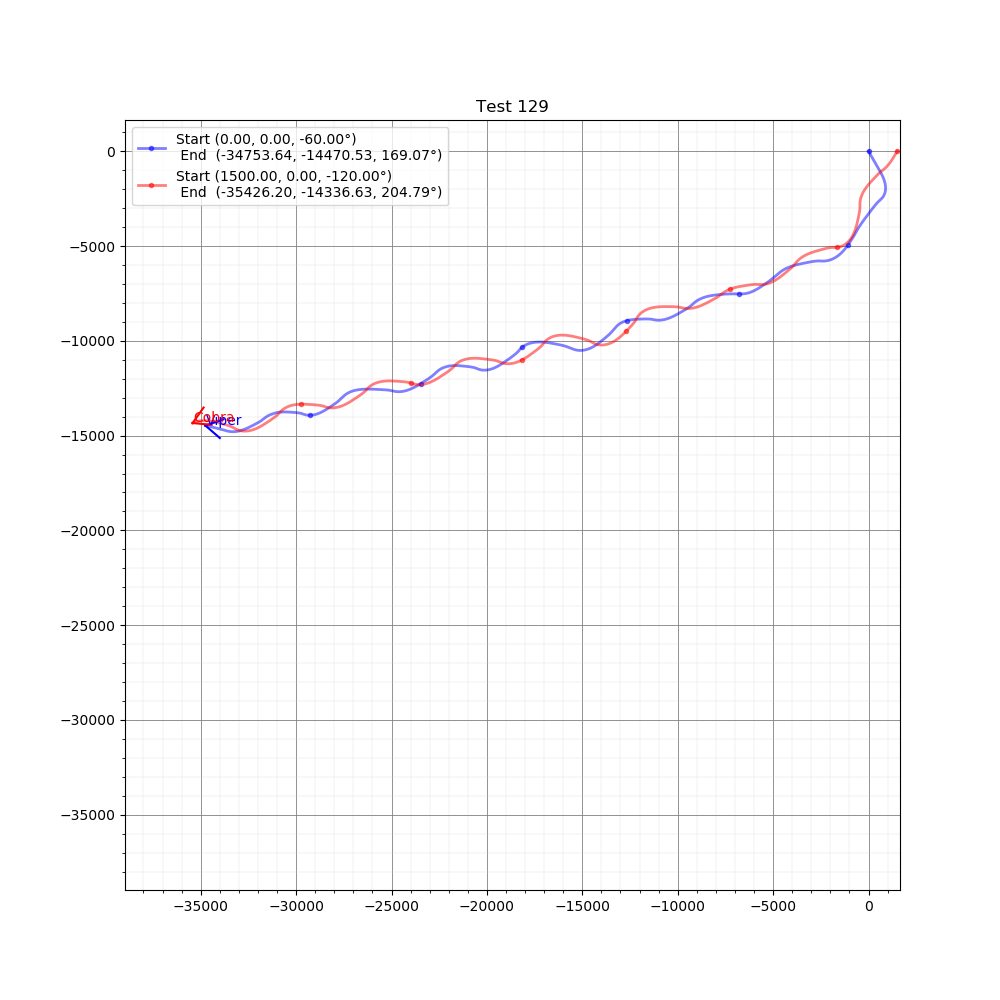 Test 129
Start (0.00, 0.00, -60.00°)
End (-34753.64, -14470.53, 169.07°)
Start (1500.00, 0.00, -120.00°)
End (-35426.20, -14336.63, 204.79°)
0
−5000
−10000
−15000
−20000
−25000
−30000
−35000
Cobra
Viper
−35000
−30000
−25000
−20000
−15000
−10000
−5000
0